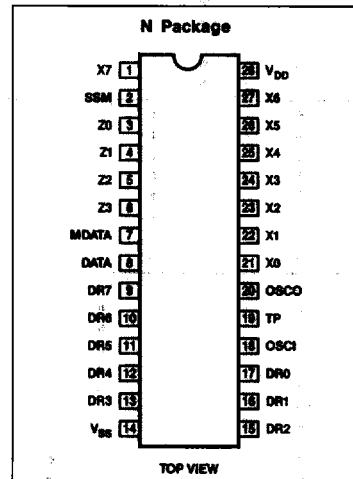 N Package
X7 1 28 VDD
SSM 2 27 X6
Z0 3 26 X5
Z1 4 25 X4
Z2 5 24 X3
Z3 6 23 X2
MDATA 7 22 X1
DATA 8 21 X0
DR7 9 20 OSCO
DR6 10 19 TP
DR5 11 18 OSCI
DR4 12 17 DR0
DR3 13 16 DR1
VSS 14 15 DR2
TOP VIEW